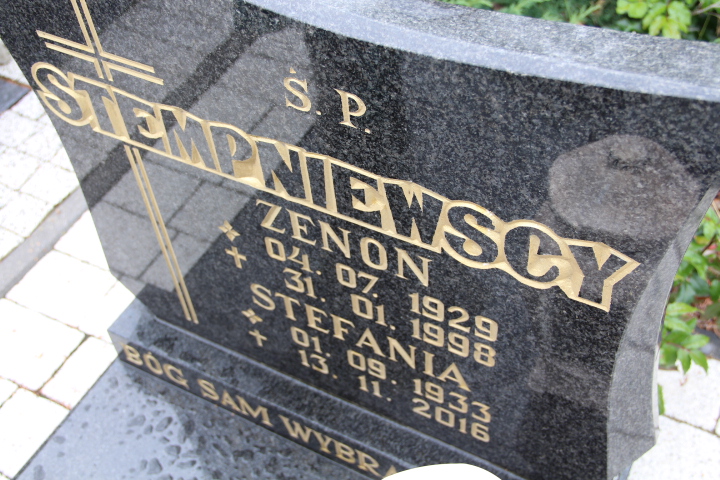 Ś. P.
STEMPNIEWSCY
ZENON
04. 07. 1929
31. 01. 1998
STEFANIA
01. 09. 1933
13. 11. 2016
BÓG SAM WYBRA